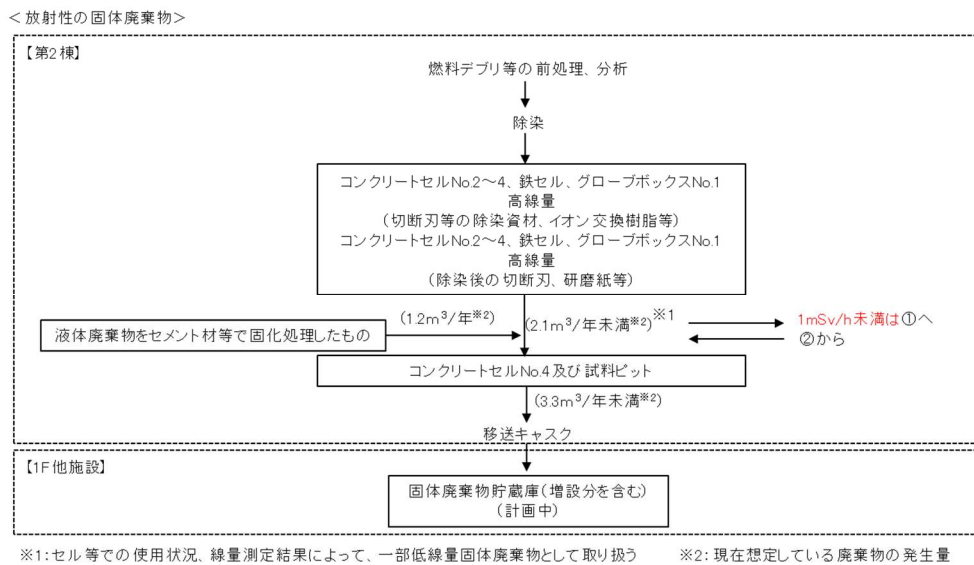 ＜放射性の固体廃棄物＞
【第2棟】
燃料デブリ等の前処理、分析
除染
コンクリートセルNo.2～4、鉄セル、グローブボックスNo.1
高線量
(切断刃等の除染資材、イオン交換樹脂等)
コンクリートセルNo.2～4、鉄セル、グローブボックスNo.1
高線量
(除染後の切断刃、研磨紙等)
液体廃棄物をセメント材等で固化処理したもの
(1.2m³/年※2)
(2.1m³/年未満※2)※1
1mSv/h未満は①へ
②から
コンクリートセルNo.4及び試料ピット
(3.3m³/年未満※2)
移送キャスク
【1F他施設】
固体廃棄物貯蔵庫(増設分を含む)
(計画中)
※1:セル等での使用状況、線量測定結果によって、一部低線量固体廃棄物として取り扱う
※2:現在想定している廃棄物の発生量